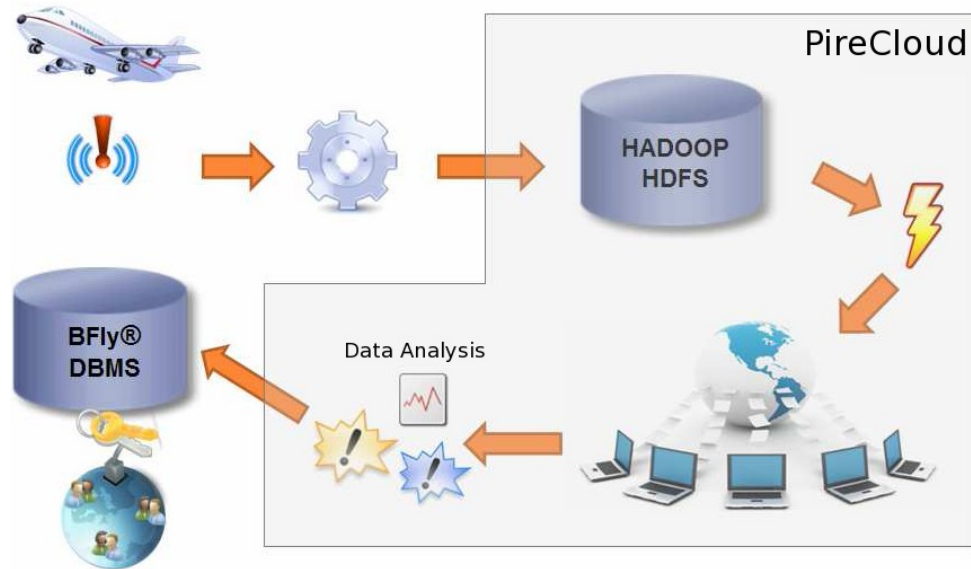 PireCloud
HADOOP
HDFS
BFly®
DBMS
Data Analysis